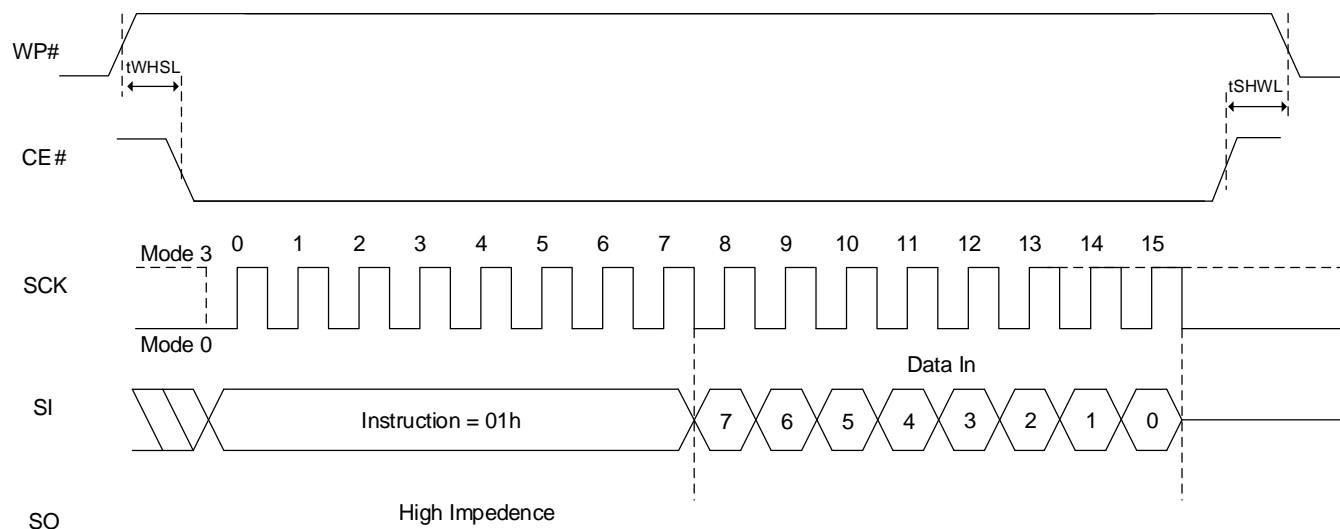 WP#
tWHSL
tSHWL
CE#
0 1 2 3 4 5 6 7 8 9 10 11 12 13 14 15
Mode 3
SCK
Mode 0
Data In
SI
Instruction = 01h
7 6 5 4 3 2 1 0
High Impedence
SO